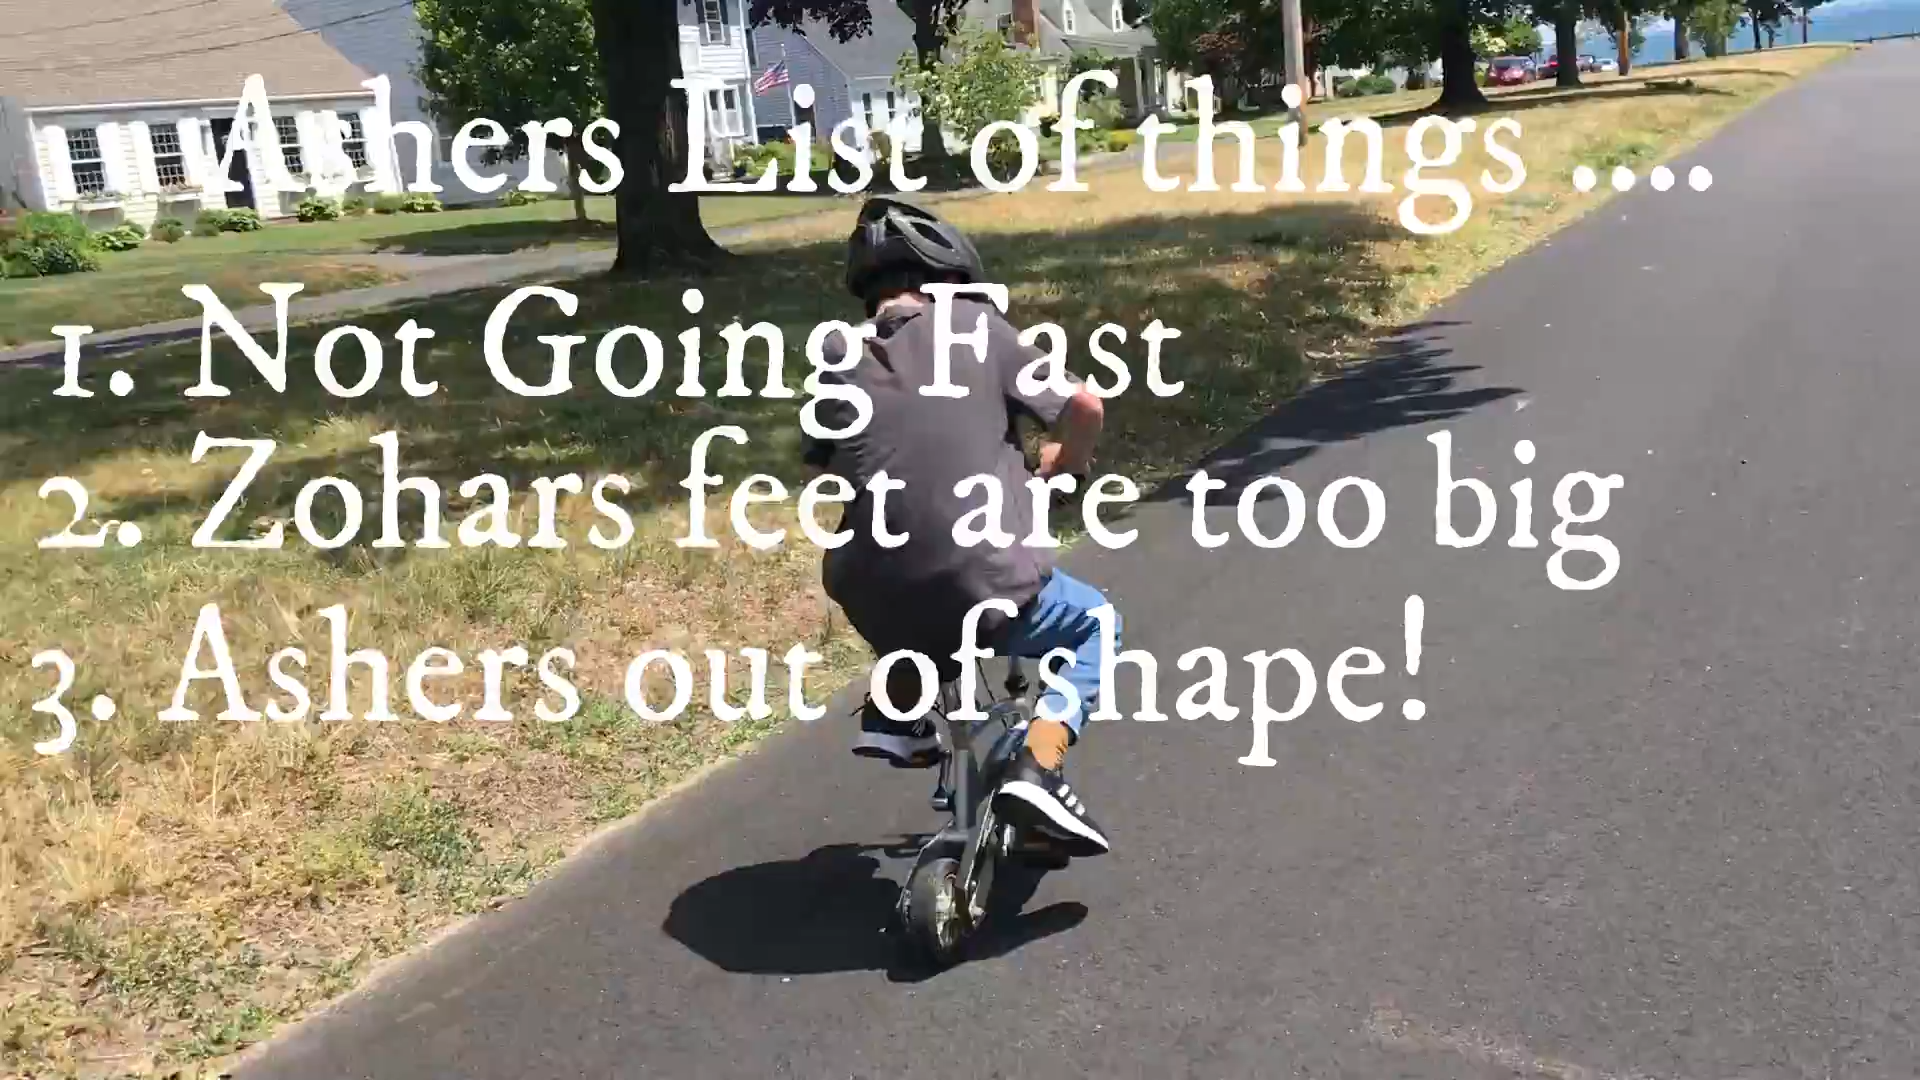 Ashers List of things ....
1. Not Going Fast
2. Zohars feet are too big
3. Ashers out of shape!